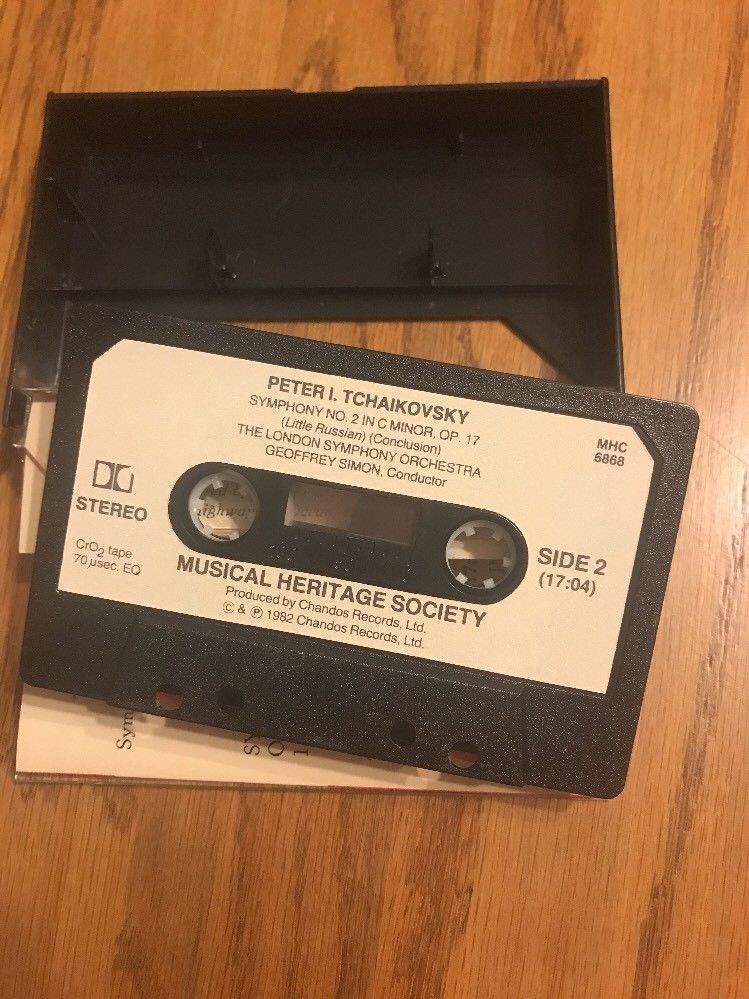 PETER I. TCHAIKOVSKY
SYMPHONY NO. 2 IN C MINOR, OP. 17
(Little Russian) (Conclusion)
THE LONDON SYMPHONY ORCHESTRA
GEOFFREY SIMON, Conductor
MHC
6868
STEREO
CrO2 tape
70 µsec. EQ
SIDE 2
(17:04)
MUSICAL HERITAGE SOCIETY
Produced by Chandos Records, Ltd.
© & ℗ 1982 Chandos Records, Ltd.